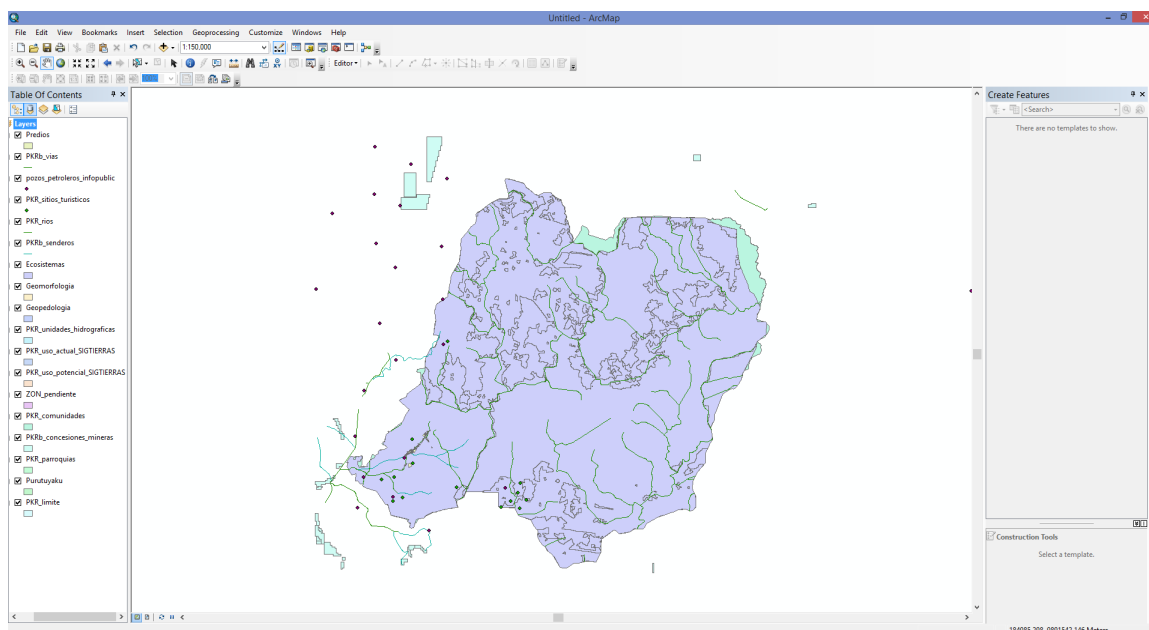 Untitled - ArcMap
File Edit View Bookmarks Insert Selection Geoprocessing Customize Windows Help
1:150,000
Editor
Table Of Contents
Create Features
<Search>
There are no templates to show.
Layers
Predios
PKRb_vias
pozos_petroleros_infopublic
PKR_sitios_turisticos
PKR_rios
PKRb_senderos
Ecosistemas
Geomorfologia
Geopedologia
PKR_unidades_hidrograficas
PKR_uso_actual_SIGTIERRAS
PKR_uso_potencial_SIGTIERRAS
ZON_pendiente
PKR_comunidades
PKRb_concesiones_mineras
PKR_parroquias
Purutuyaku
PKR_limite
Construction Tools
Select a template.